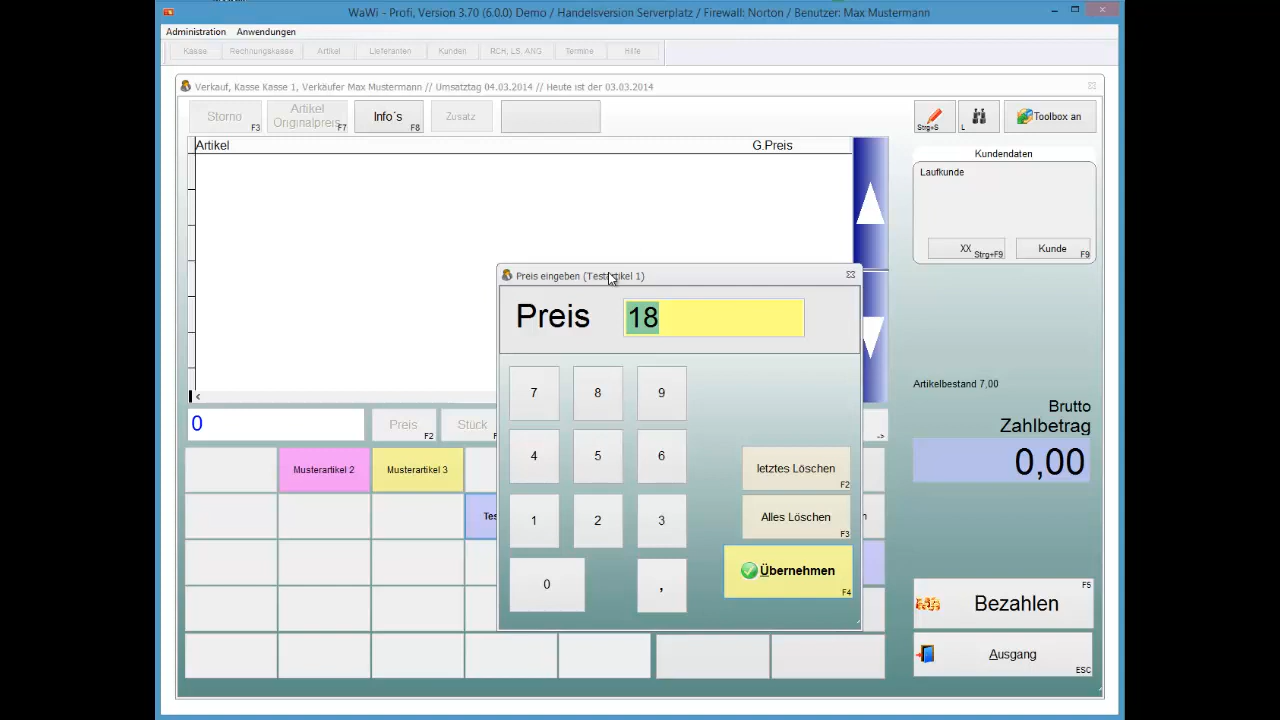 WaWi - Profi, Version 3.70 (6.0.0) Demo / Handelsversion Serverplatz / Firewall: Norton / Benutzer: Max Mustermann
Administration Anwendungen
Kasse Rechnungskasse Artikel Lieferanten Kunden RCH, LS, ANG Termine Hilfe
Verkauf, Kasse Kasse 1, Verkäufer Max Mustermann // Umsatztag 04.03.2014 // Heute ist der 03.03.2014
Storno F3 Artikel Originalpreis F7 Info´s F8 Zusatz Strg+S L Toolbox an
Artikel G.Preis
Kundendaten
Laufkunde
XX Strg+F9 Kunde F9
Preis eingeben (Testartikel 1)
Preis 18
7 8 9
Artikelbestand 7,00
<
0 Preis F2 Stück ->
Brutto
Zahlbetrag
0,00
4 5 6 letztes Löschen F2
Musterartikel 2 Musterartikel 3
1 2 3 Alles Löschen F3
Tes
0 , Übernehmen F4
Bezahlen F5
Ausgang ESC